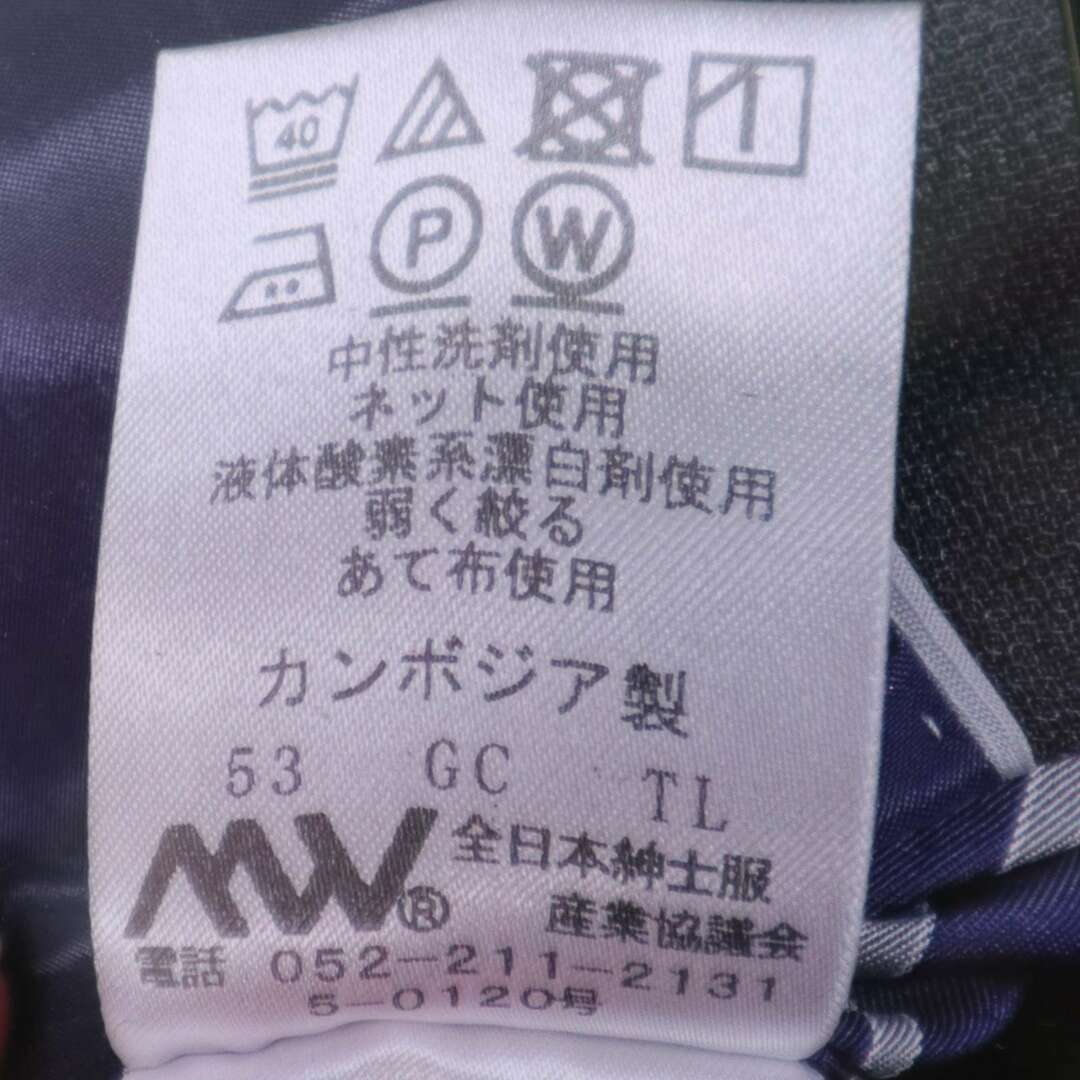 40
P W
中性洗剤使用
ネット使用
液体酸素系漂白剤使用
弱く絞る
あて布使用
カンボジア製
53 GC TL
MW® 全日本紳士服
産業協議会
電話 052-211-2131
5-0120号